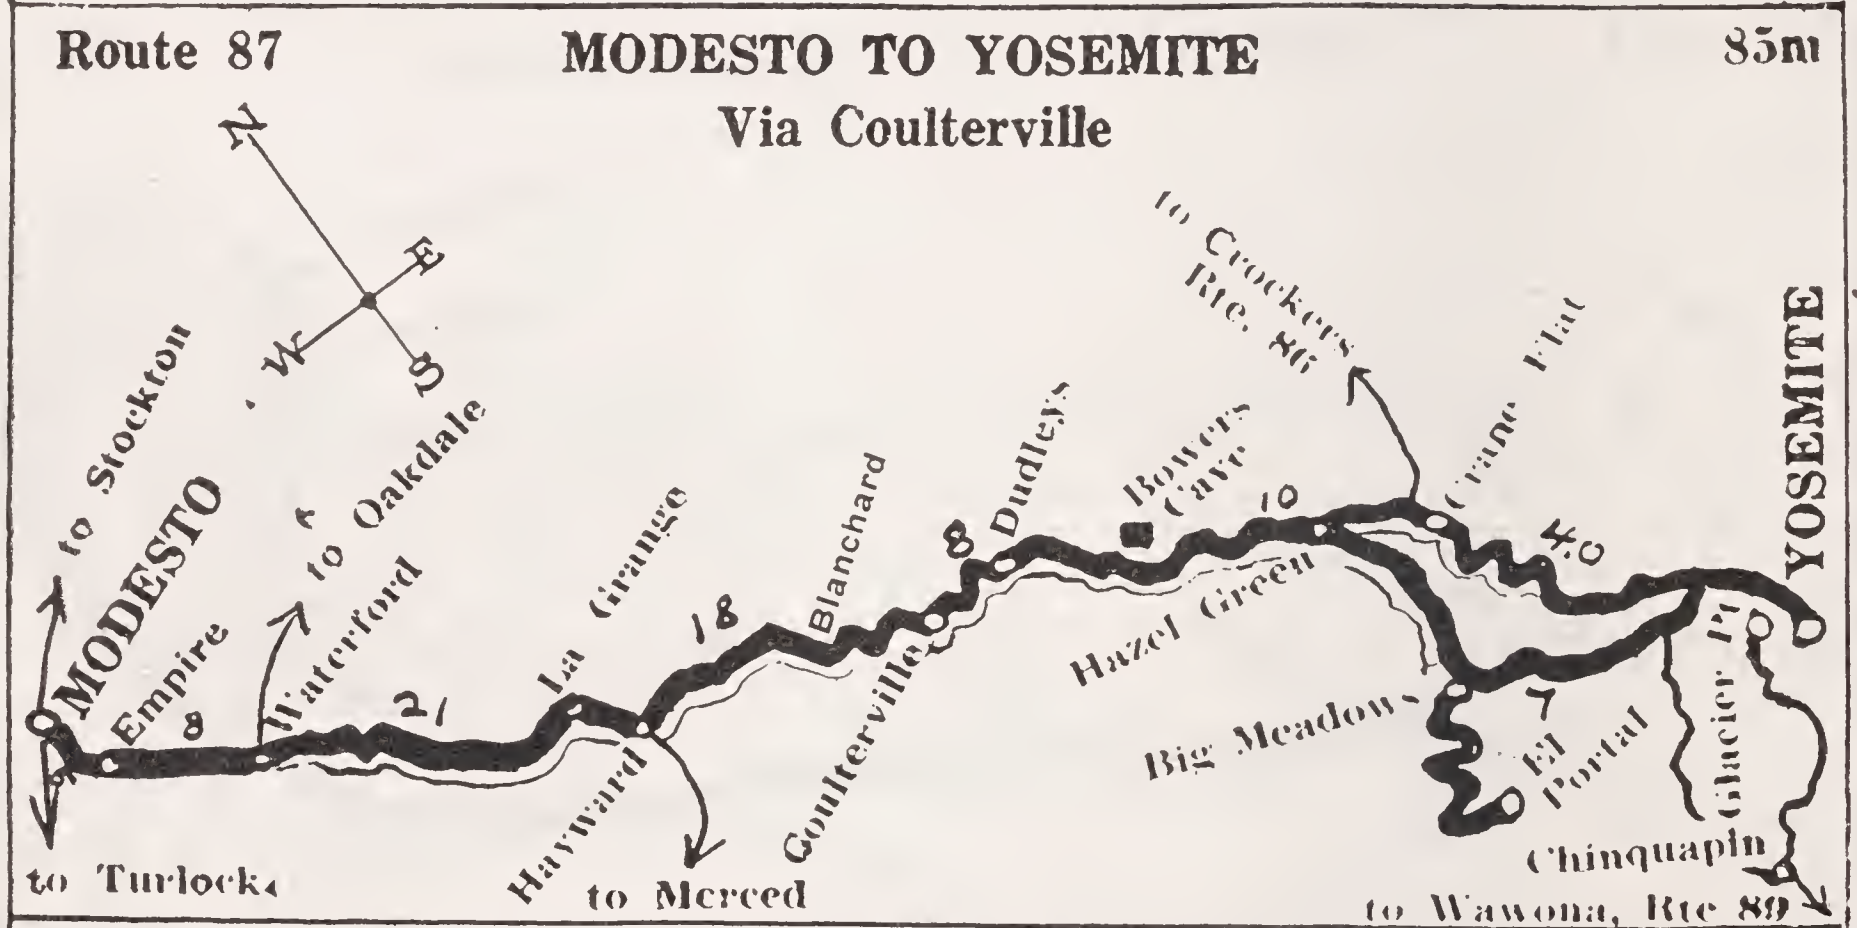 Route 87
MODESTO TO YOSEMITE
85m
Via Coulterville
N
E
W
S
to Stockton
MODESTO
Empire
8
to Oakdale
Waterford
21
La Grange
18
Blanchard
8
Dudleys
Bowers
Cave
10
to Crockers
Rte. 86
Crane Flat
4.0
YOSEMITE
Hazel Green
Big Meadows
7
El
Portal
Glacier Pt
Coulterville
Hayward
to Turlock
to Merced
Chinquapin
to Wawona, Rte 89